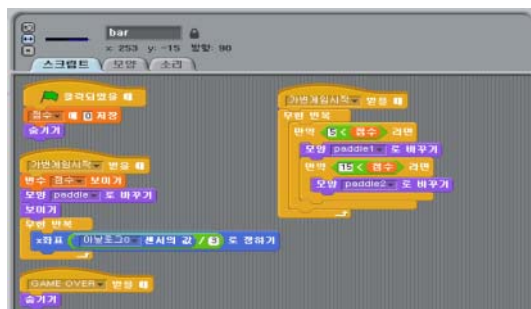 bar
x: 253 y: -15 방향: 90
스크립트 모양 소리
클릭되었을 때
점수 를 0 저장
숨기기
가변게임시작 받을 때
변수 점수 보이기
모양 paddle 로 바꾸기
보이기
무한 반복
x좌표 아날로그0 센서의 값 / 3 로 정하기
GAME OVER 받을 때
숨기기
가변게임시작 받을 때
무한 반복
만약 5 < 점수 라면
모양 paddle1 로 바꾸기
만약 15 < 점수 라면
모양 paddle2 로 바꾸기